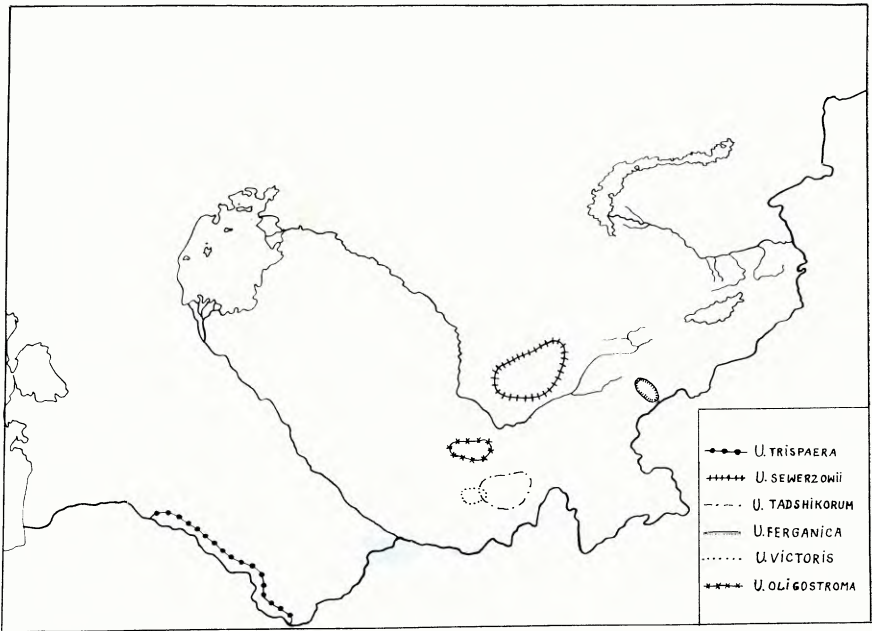 U. TRISPAERA
U. SEWERZOWII
U. TADSHIKORUM
U. FERGANICA
U. VICTORIS
U. OLIGOSTROMA